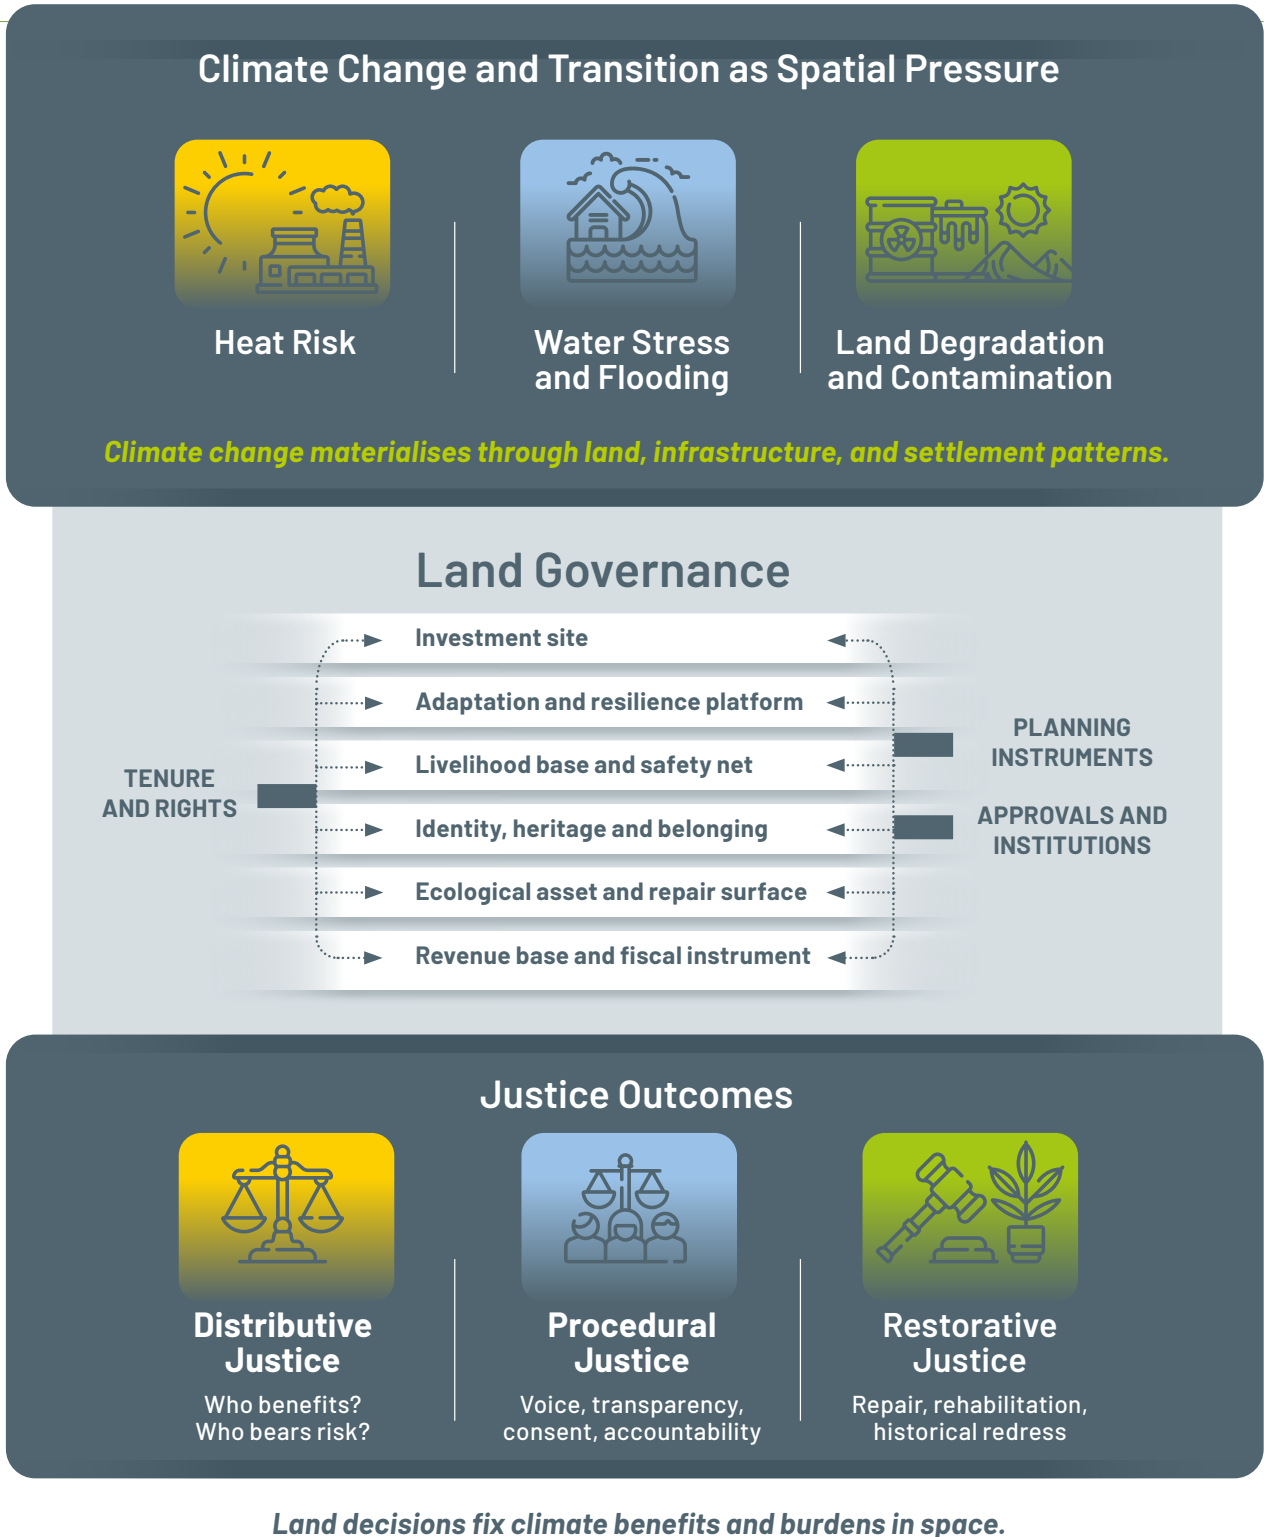 Climate Change and Transition as Spatial Pressure
Heat Risk
Water Stress
and Flooding
Land Degradation
and Contamination
Climate change materialises through land, infrastructure, and settlement patterns.
Land Governance
Investment site
Adaptation and resilience platform
Livelihood base and safety net
Identity, heritage and belonging
Ecological asset and repair surface
Revenue base and fiscal instrument
TENURE
AND RIGHTS
PLANNING
INSTRUMENTS
APPROVALS AND
INSTITUTIONS
Justice Outcomes
Distributive
Justice
Who benefits?
Who bears risk?
Procedural
Justice
Voice, transparency,
consent, accountability
Restorative
Justice
Repair, rehabilitation,
historical redress
Land decisions fix climate benefits and burdens in space.